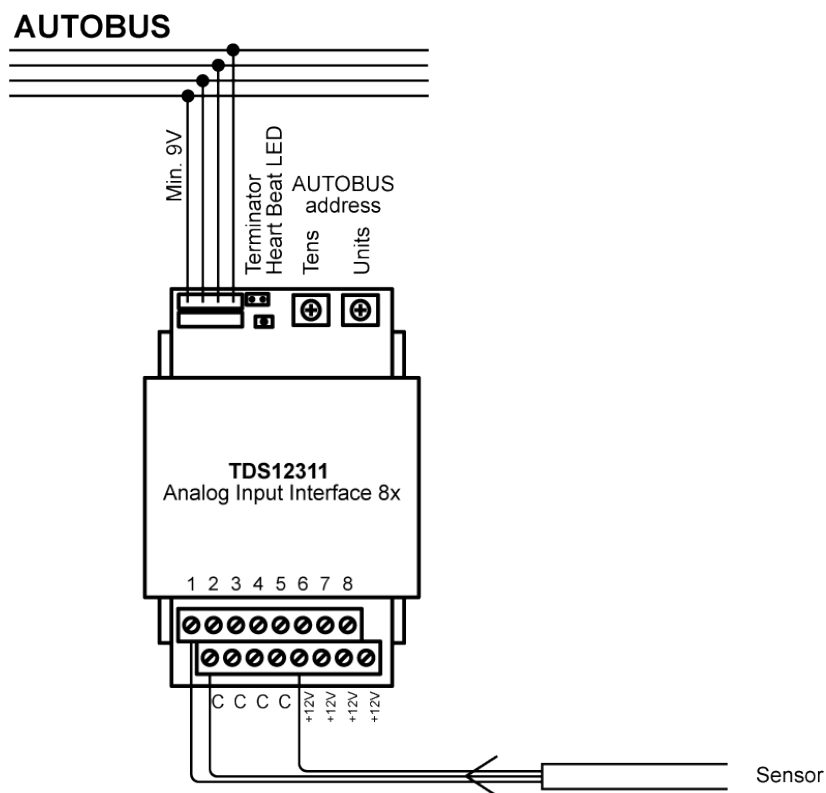 AUTOBUS
Min. 9V
Terminator
Heart Beat LED
AUTOBUS
address
Tens
Units
TDS12311
Analog Input Interface 8x
1 2 3 4 5 6 7 8
C C C C +12V +12V +12V +12V
Sensor